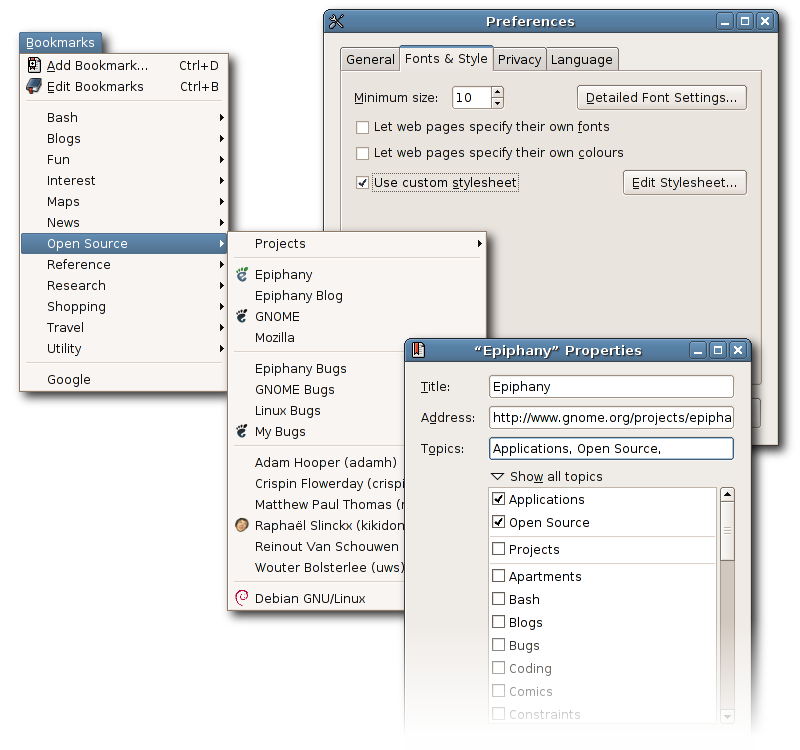 Bookmarks
Add Bookmark... Ctrl+D
Edit Bookmarks Ctrl+B
Bash
Blogs
Fun
Interest
Maps
News
Open Source
Reference
Research
Shopping
Travel
Utility
Google
Projects
Epiphany
Epiphany Blog
GNOME
Mozilla
Epiphany Bugs
GNOME Bugs
Linux Bugs
My Bugs
Adam Hooper (adamh)
Crispin Flowerday (crispi
Matthew Paul Thomas (
Raphaël Slinckx (kikidon
Reinout Van Schouwen
Wouter Bolsterlee (uws)
Debian GNU/Linux
Preferences
General Fonts & Style Privacy Language
Minimum size: 10 Detailed Font Settings...
Let web pages specify their own fonts
Let web pages specify their own colours
Use custom stylesheet Edit Stylesheet...
“Epiphany” Properties
Title: Epiphany
Address: http://www.gnome.org/projects/epipha
Topics: Applications, Open Source,
Show all topics
Applications
Open Source
Projects
Apartments
Bash
Blogs
Bugs
Coding
Comics
Constraints